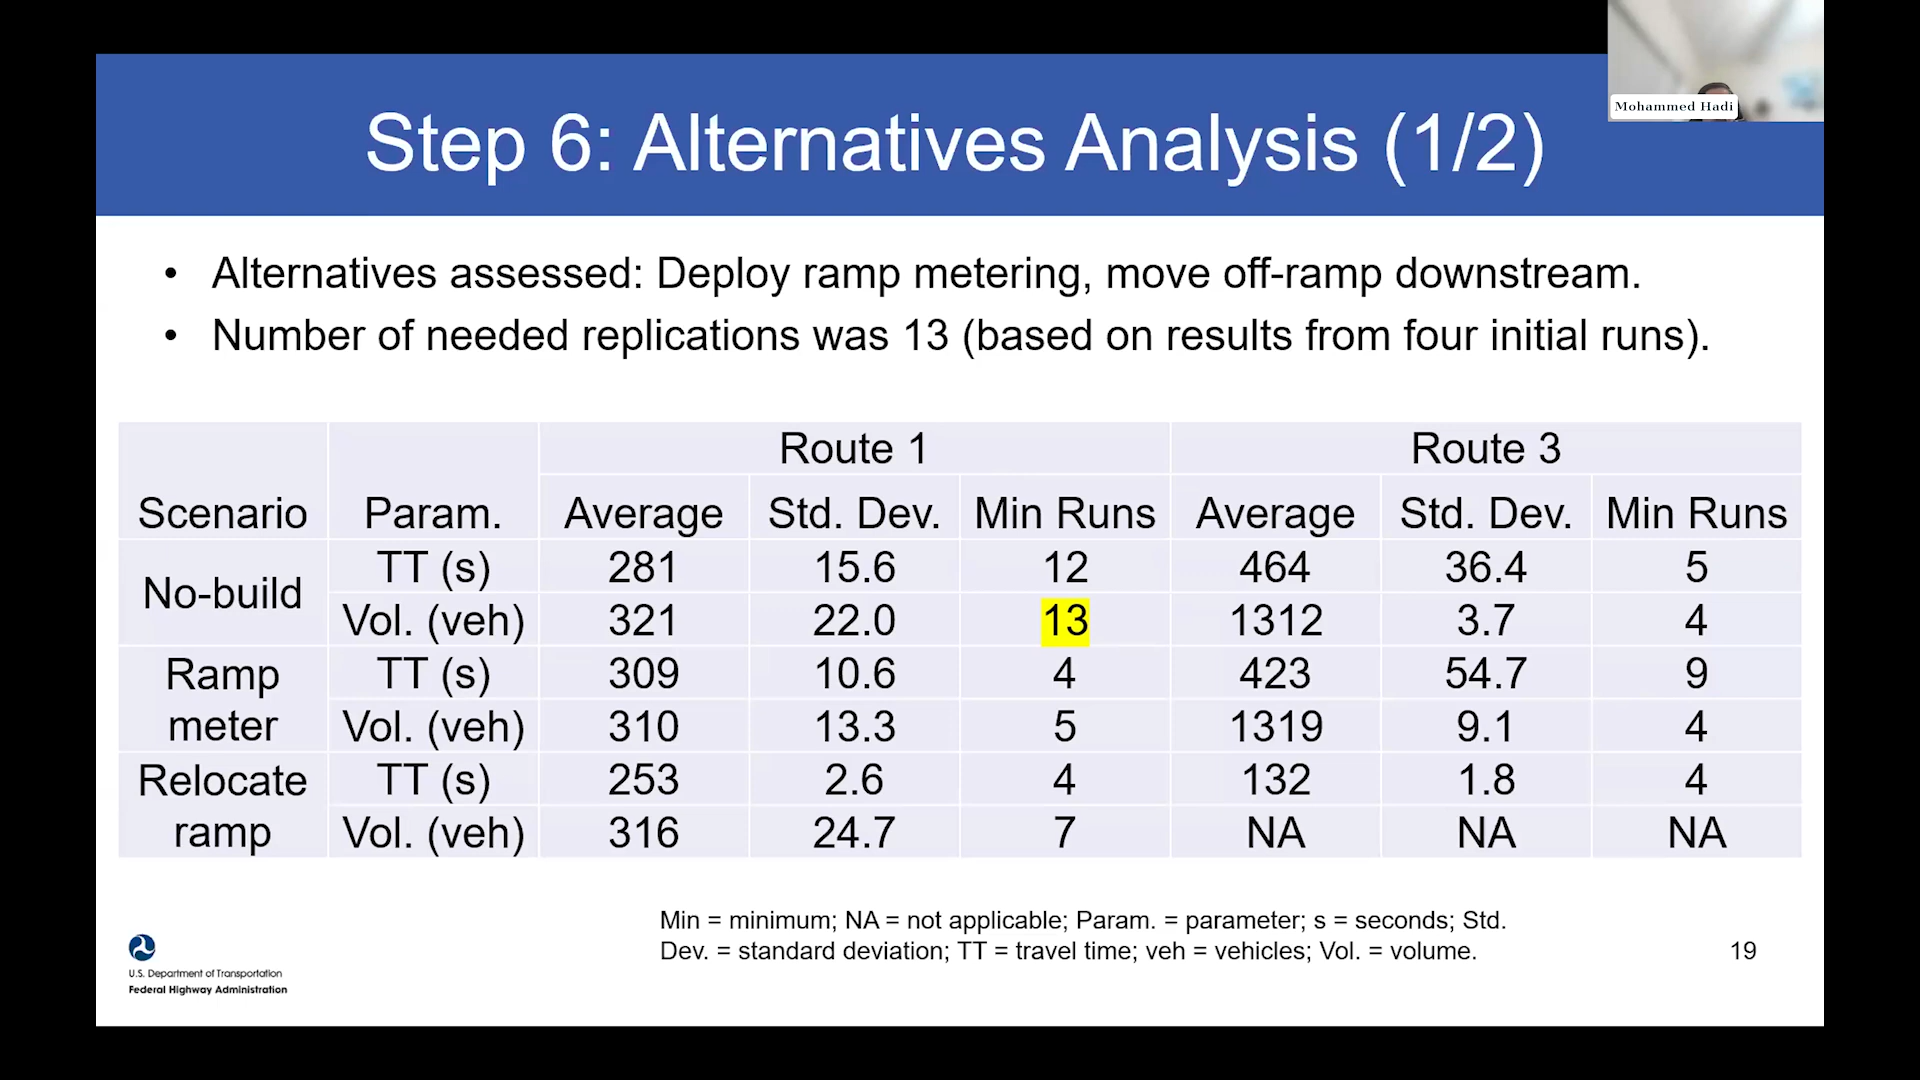 Mohammed Hadi
Step 6: Alternatives Analysis (1/2)
• Alternatives assessed: Deploy ramp metering, move off-ramp downstream.
• Number of needed replications was 13 (based on results from four initial runs).
Route 1 Route 3
Scenario Param. Average Std. Dev. Min Runs Average Std. Dev. Min Runs
No-build TT (s) 281 15.6 12 464 36.4 5
Vol. (veh) 321 22.0 13 1312 3.7 4
Ramp meter TT (s) 309 10.6 4 423 54.7 9
Vol. (veh) 310 13.3 5 1319 9.1 4
Relocate ramp TT (s) 253 2.6 4 132 1.8 4
Vol. (veh) 316 24.7 7 NA NA NA
Min = minimum; NA = not applicable; Param. = parameter; s = seconds; Std.
Dev. = standard deviation; TT = travel time; veh = vehicles; Vol. = volume.
U.S. Department of Transportation
Federal Highway Administration
19